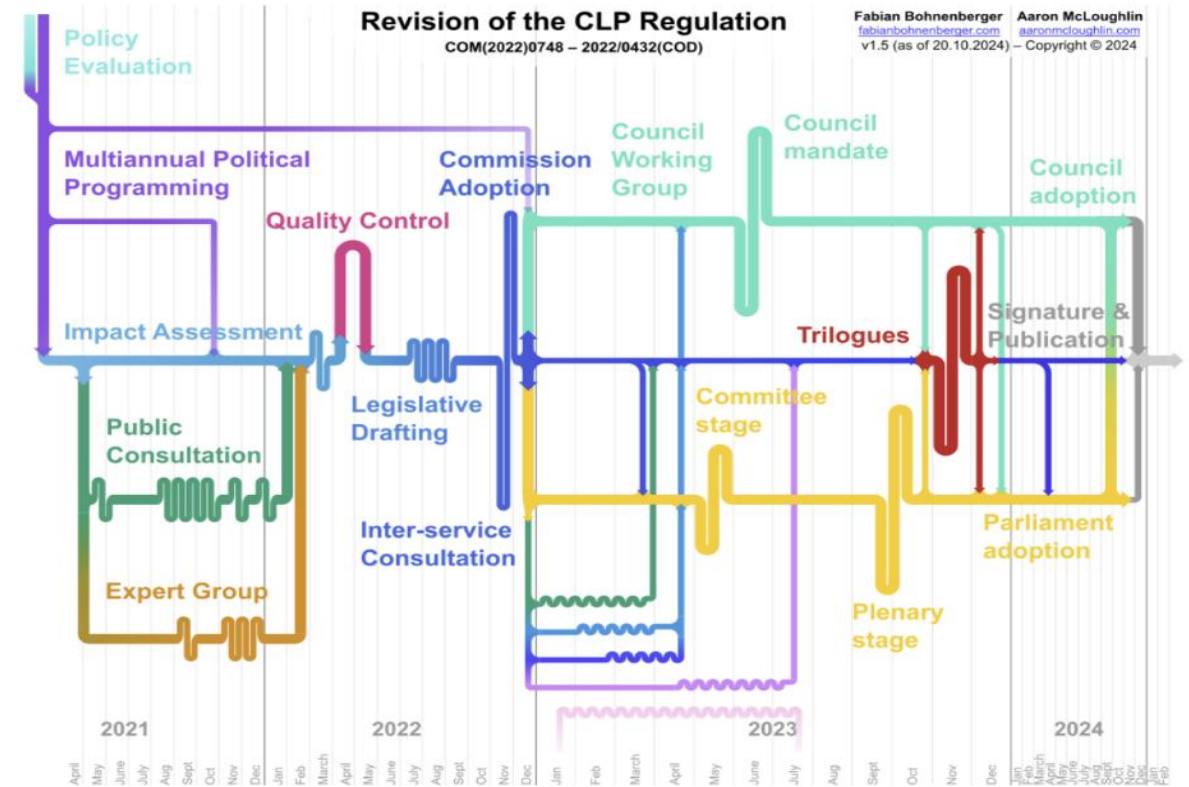 Revision of the CLP Regulation
COM(2022)0748 – 2022/0432(COD)
Fabian Bohnenberger Aaron McLoughlin
fabianbohnenberger.com aaronmcloughlin.com
v1.5 (as of 20.10.2024) – Copyright © 2024
Policy
Evaluation
Multiannual Political
Programming
Quality Control
Commission
Adoption
Council
Working
Group
Council
mandate
Council
adoption
Impact Assessment
Trilogues
Signature &
Publication
Public
Consultation
Legislative
Drafting
Committee
stage
Inter-service
Consultation
Parliament
adoption
Expert Group
Plenary
stage
2021
2022
2023
2024
April
May
June
July
Aug
Sept
Oct
Nov
Dec
Jan
Feb
March
April
May
June
July
Aug
Sept
Oct
Nov
Dec
Jan
Feb
March
April
May
June
July
Aug
Sept
Oct
Nov
Dec
Jan
Feb
March
April
May
June
July
Aug
Sept
Oct
Nov
Dec
Jan
Feb